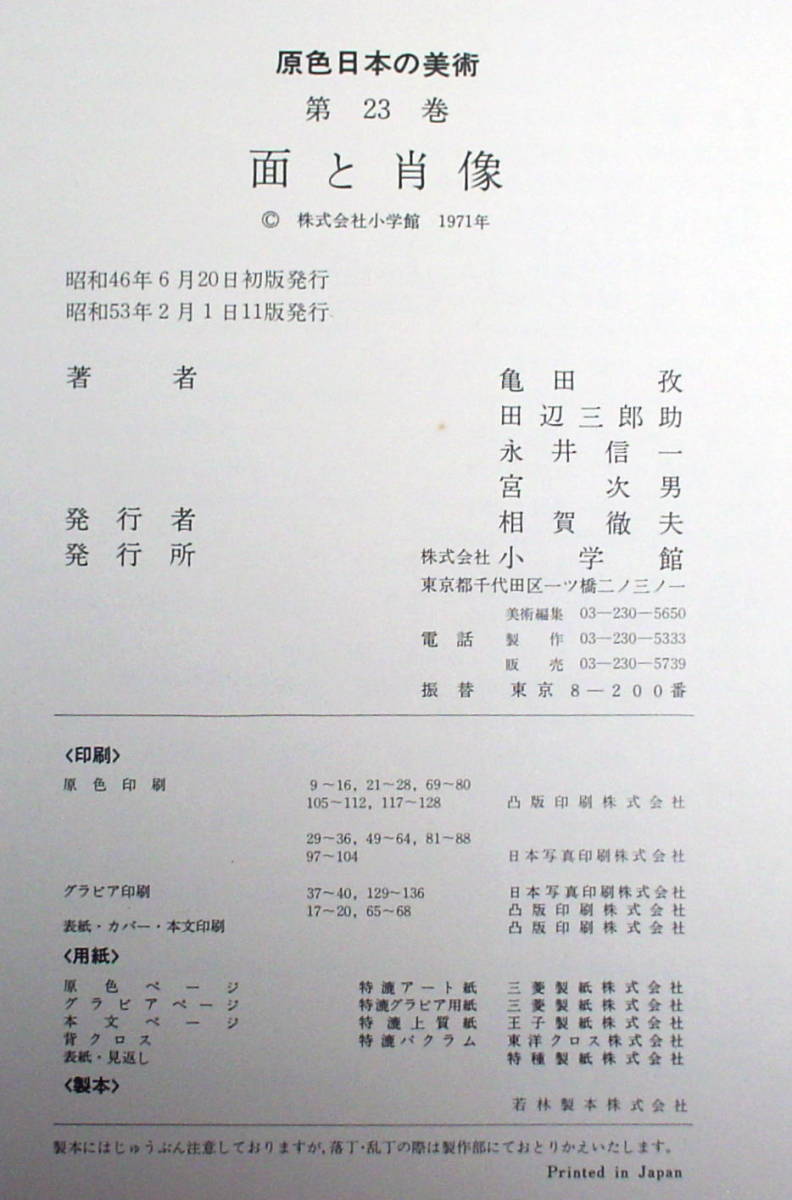 原色日本の美術
第 23 巻
面と肖像
© 株式会社小学館 1971年
昭和46年6月20日初版発行
昭和53年2月1日11版発行
著者 亀田孜
田辺三郎助
永井信一
宮次男
発行者 相賀徹夫
発行所 株式会社 小学館
東京都千代田区一ツ橋二ノ三ノ一
美術編集 03—230—5650
電話 製作 03—230—5333
販売 03—230—5739
振替 東京8—200番
〈印刷〉
原色印刷 9〜16, 21〜28, 69〜80
105〜112, 117〜128 凸版印刷株式会社
29〜36, 49〜64, 81〜88
97〜104 日本写真印刷株式会社
グラビア印刷 37〜40, 129〜136 日本写真印刷株式会社
17〜20, 65〜68 凸版印刷株式会社
表紙・カバー・本文印刷 凸版印刷株式会社
〈用紙〉
原色ページ 特漉アート紙 三菱製紙株式会社
グラビアページ 特漉グラビア用紙 三菱製紙株式会社
本文ページ 特漉上質紙 王子製紙株式会社
背クロス 特漉バクラム 東洋クロス株式会社
表紙・見返し 特種製紙株式会社
〈製本〉
若林製本株式会社
製本にはじゅうぶん注意しておりますが,落丁・乱丁の際は製作部にておとりかえいたします。
Printed in Japan